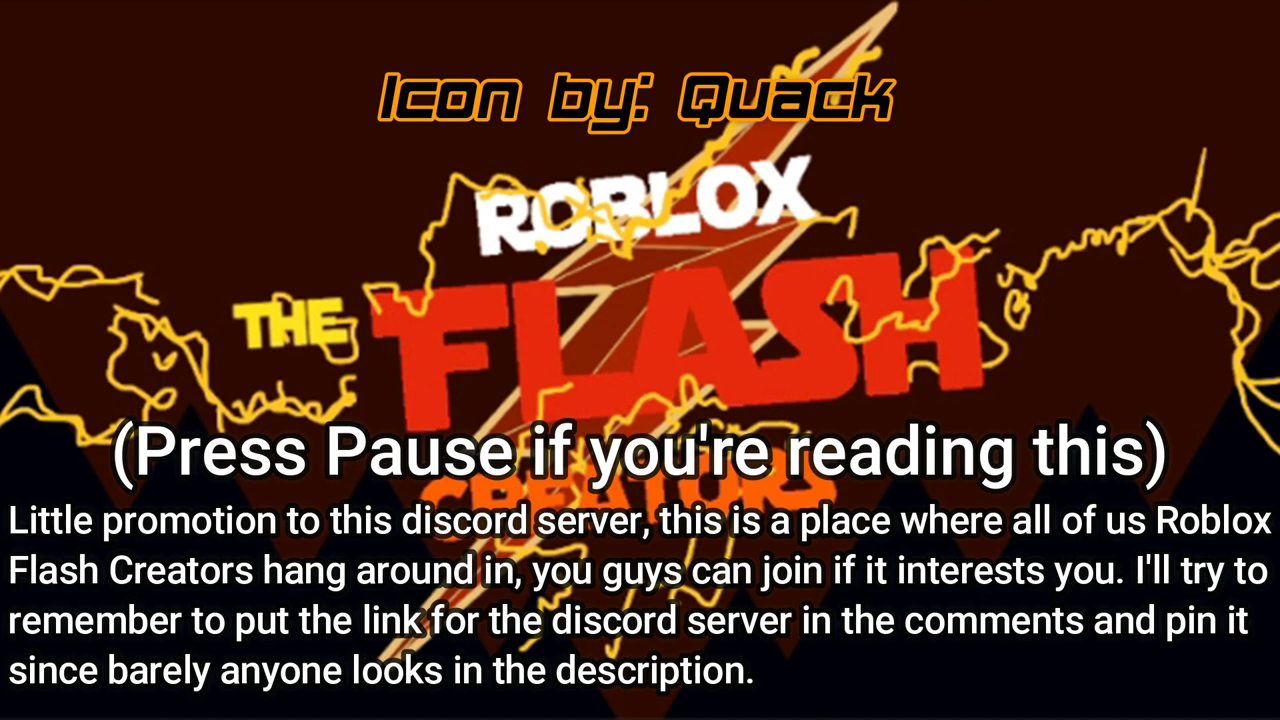 Icon by: Quack
ROBLOX
THE FLASH
CREATORS
(Press Pause if you're reading this)
Little promotion to this discord server, this is a place where all of us Roblox
Flash Creators hang around in, you guys can join if it interests you. I'll try to
remember to put the link for the discord server in the comments and pin it
since barely anyone looks in the description.